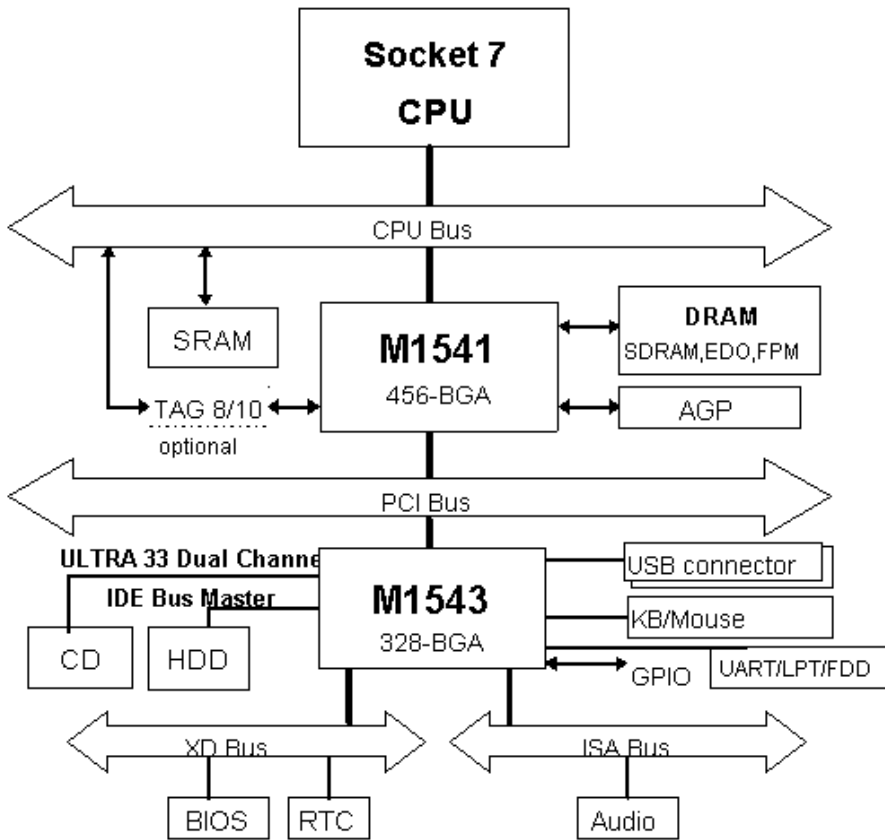 Socket 7
CPU
CPU Bus
SRAM
M1541
456-BGA
DRAM
SDRAM,EDO,FPM
TAG 8/10
optional
AGP
PCI Bus
ULTRA 33 Dual Channe
IDE Bus Master
M1543
328-BGA
USB connector
KB/Mouse
CD
HDD
GPIO
UART/LPT/FDD
XD Bus
ISA Bus
BIOS
RTC
Audio